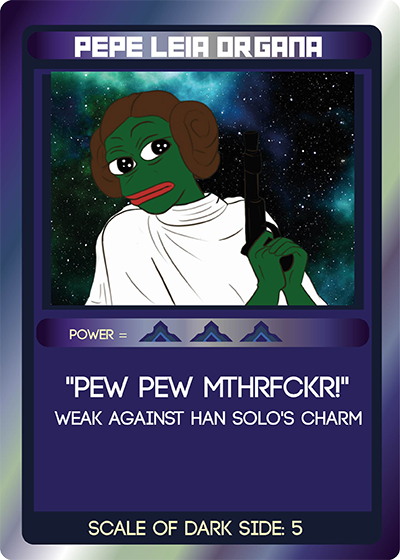 PEPE LEIA ORGANA
POWER =
"PEW PEW MTHRFCKR!"
WEAK AGAINST HAN SOLO'S CHARM
SCALE OF DARK SIDE: 5